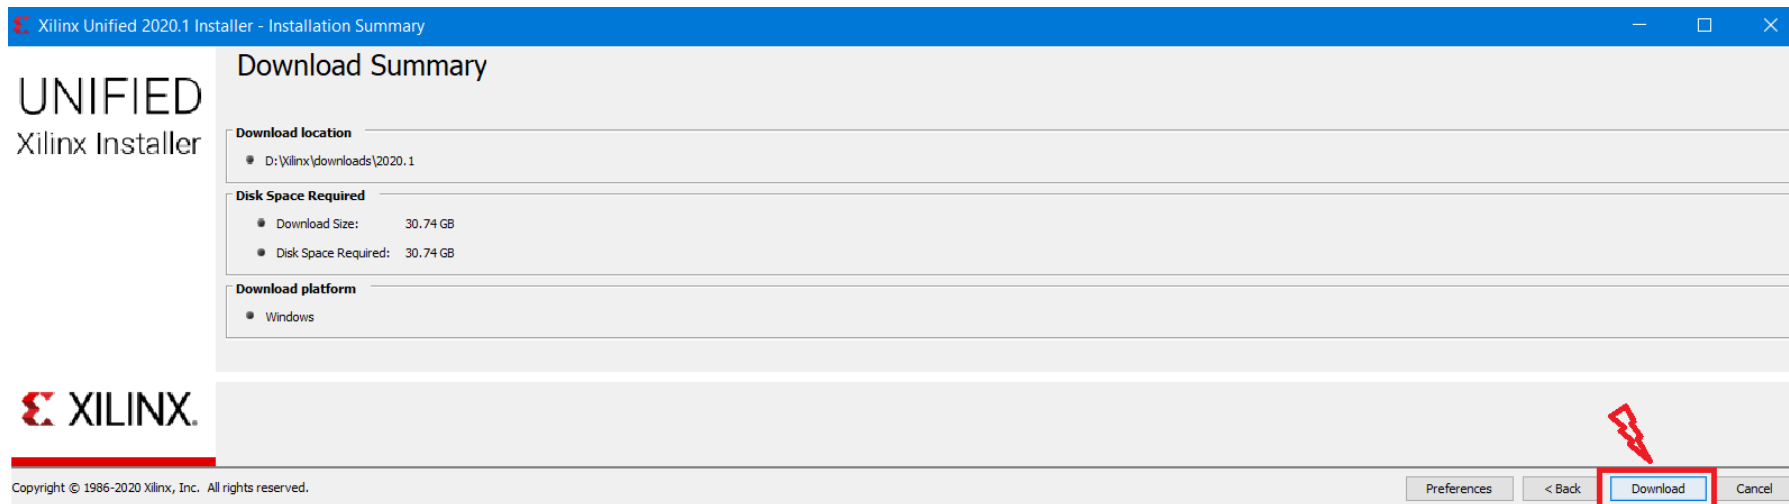 Xilinx Unified 2020.1 Installer - Installation Summary
UNIFIED
Xilinx Installer
Download Summary
Download location
D:\Xilinx\downloads\2020.1
Disk Space Required
Download Size: 30.74 GB
Disk Space Required: 30.74 GB
Download platform
Windows
XILINX.
Copyright © 1986-2020 Xilinx, Inc. All rights reserved.
Preferences < Back Download Cancel